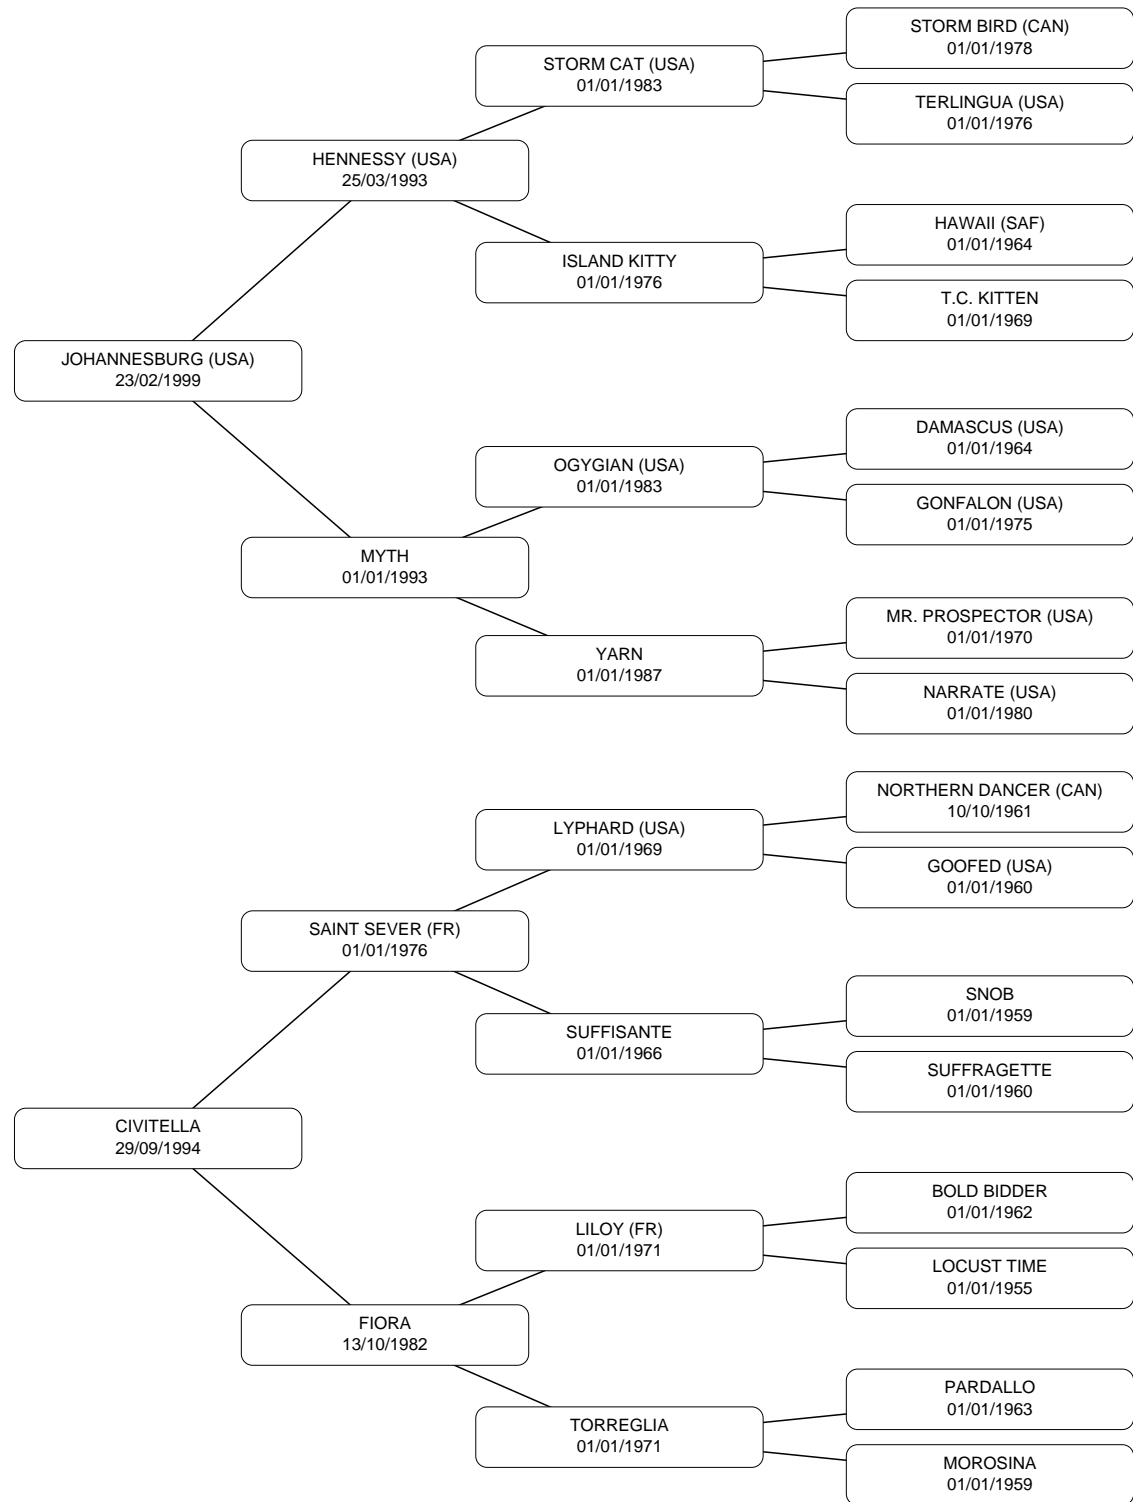 STORM BIRD (CAN)
01/01/1978
STORM CAT (USA)
01/01/1983
TERLINGUA (USA)
01/01/1976
HENNESSY (USA)
25/03/1993
HAWAII (SAF)
01/01/1964
ISLAND KITTY
01/01/1976
T.C. KITTEN
01/01/1969
JOHANNESBURG (USA)
23/02/1999
DAMASCUS (USA)
01/01/1964
OGYGIAN (USA)
01/01/1983
GONFALON (USA)
01/01/1975
MYTH
01/01/1993
MR. PROSPECTOR (USA)
01/01/1970
YARN
01/01/1987
NARRATE (USA)
01/01/1980
NORTHERN DANCER (CAN)
10/10/1961
LYPHARD (USA)
01/01/1969
GOOFED (USA)
01/01/1960
SAINT SEVER (FR)
01/01/1976
SNOB
01/01/1959
SUFFISANTE
01/01/1966
SUFFRAGETTE
01/01/1960
CIVITELLA
29/09/1994
BOLD BIDDER
01/01/1962
LILOY (FR)
01/01/1971
LOCUST TIME
01/01/1955
FIORA
13/10/1982
PARDALLO
01/01/1963
TORREGLIA
01/01/1971
MOROSINA
01/01/1959